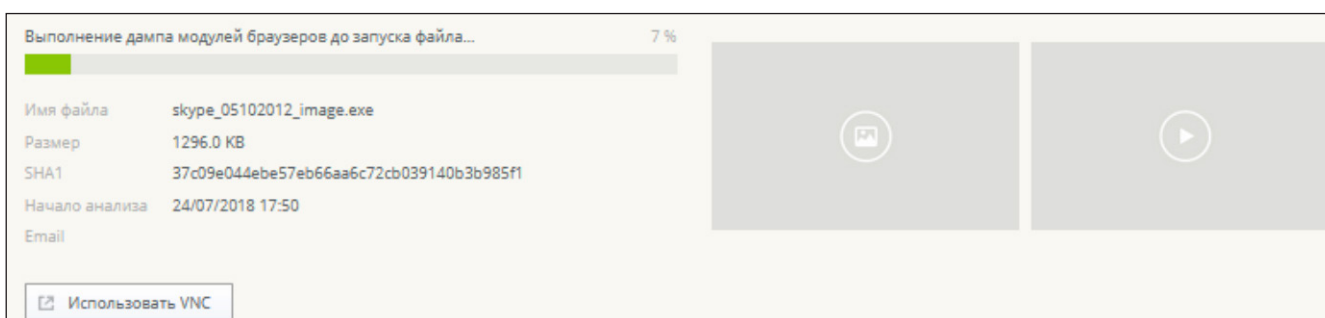 Выполнение дампа модулей браузеров до запуска файла... 7 %
Имя файла skype_05102012_image.exe
Размер 1296.0 KB
SHA1 37c09e044ebe57eb66aa6c72cb039140b3b985f1
Начало анализа 24/07/2018 17:50
Email
Использовать VNC